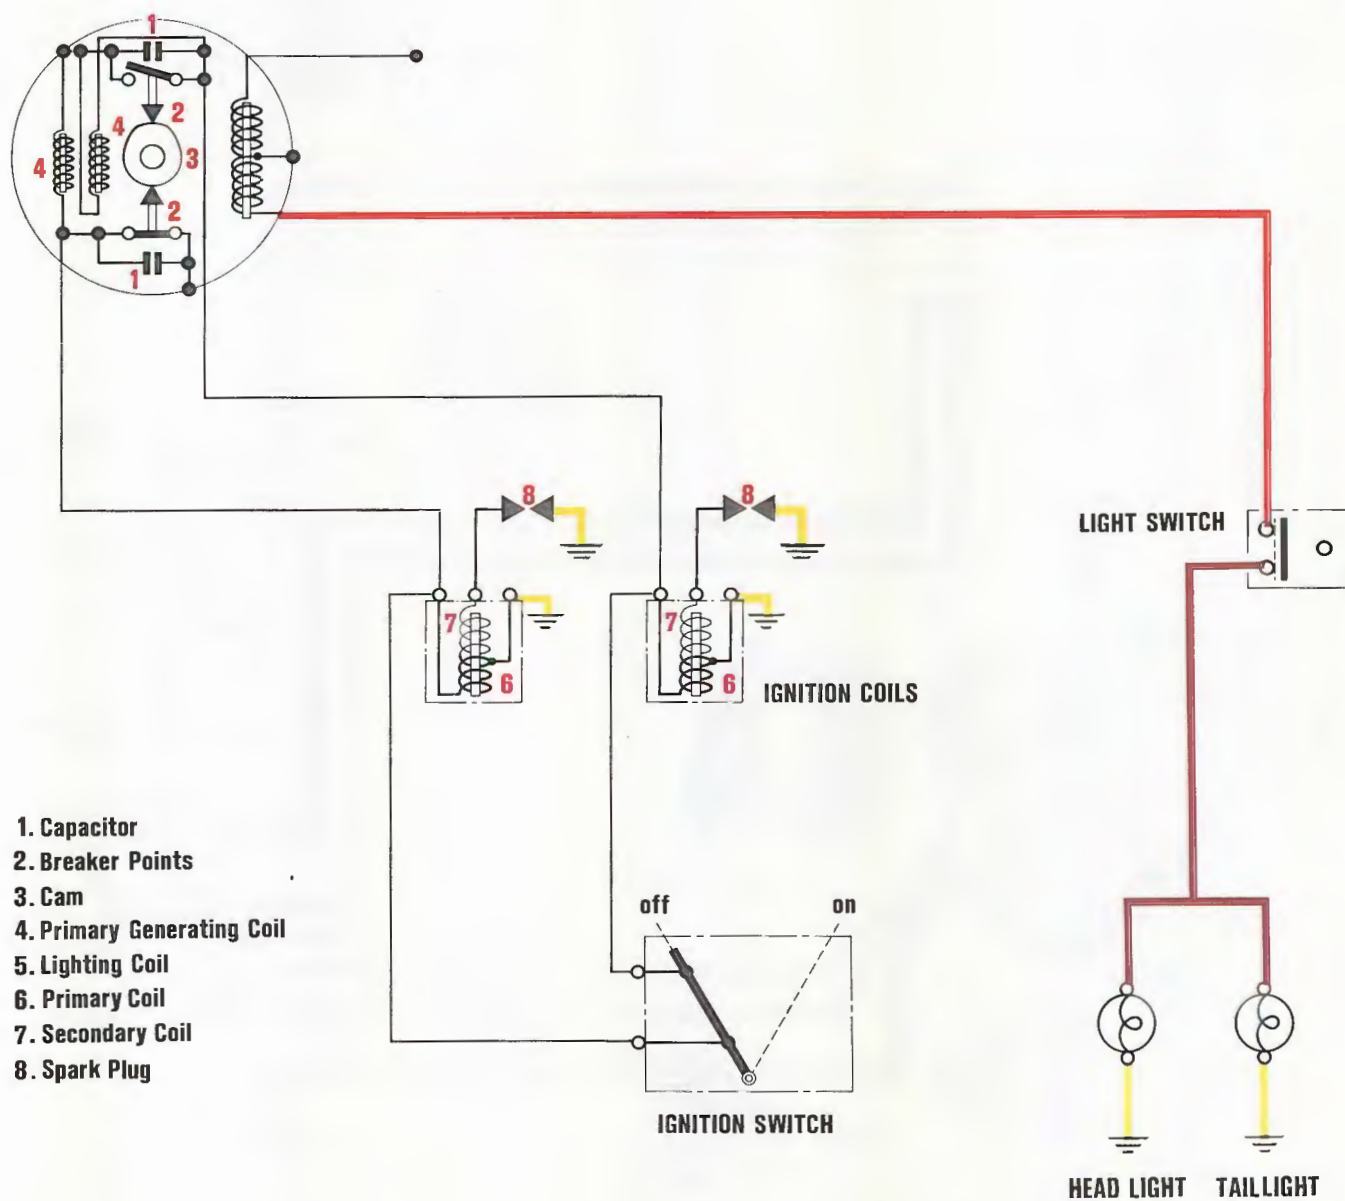 1
2
4
4
3
2
1
8
8
LIGHT SWITCH
7
7
6
6
IGNITION COILS
1. Capacitor
2. Breaker Points
3. Cam
4. Primary Generating Coil
5. Lighting Coil
6. Primary Coil
7. Secondary Coil
8. Spark Plug
off
on
IGNITION SWITCH
HEAD LIGHT
TAILLIGHT